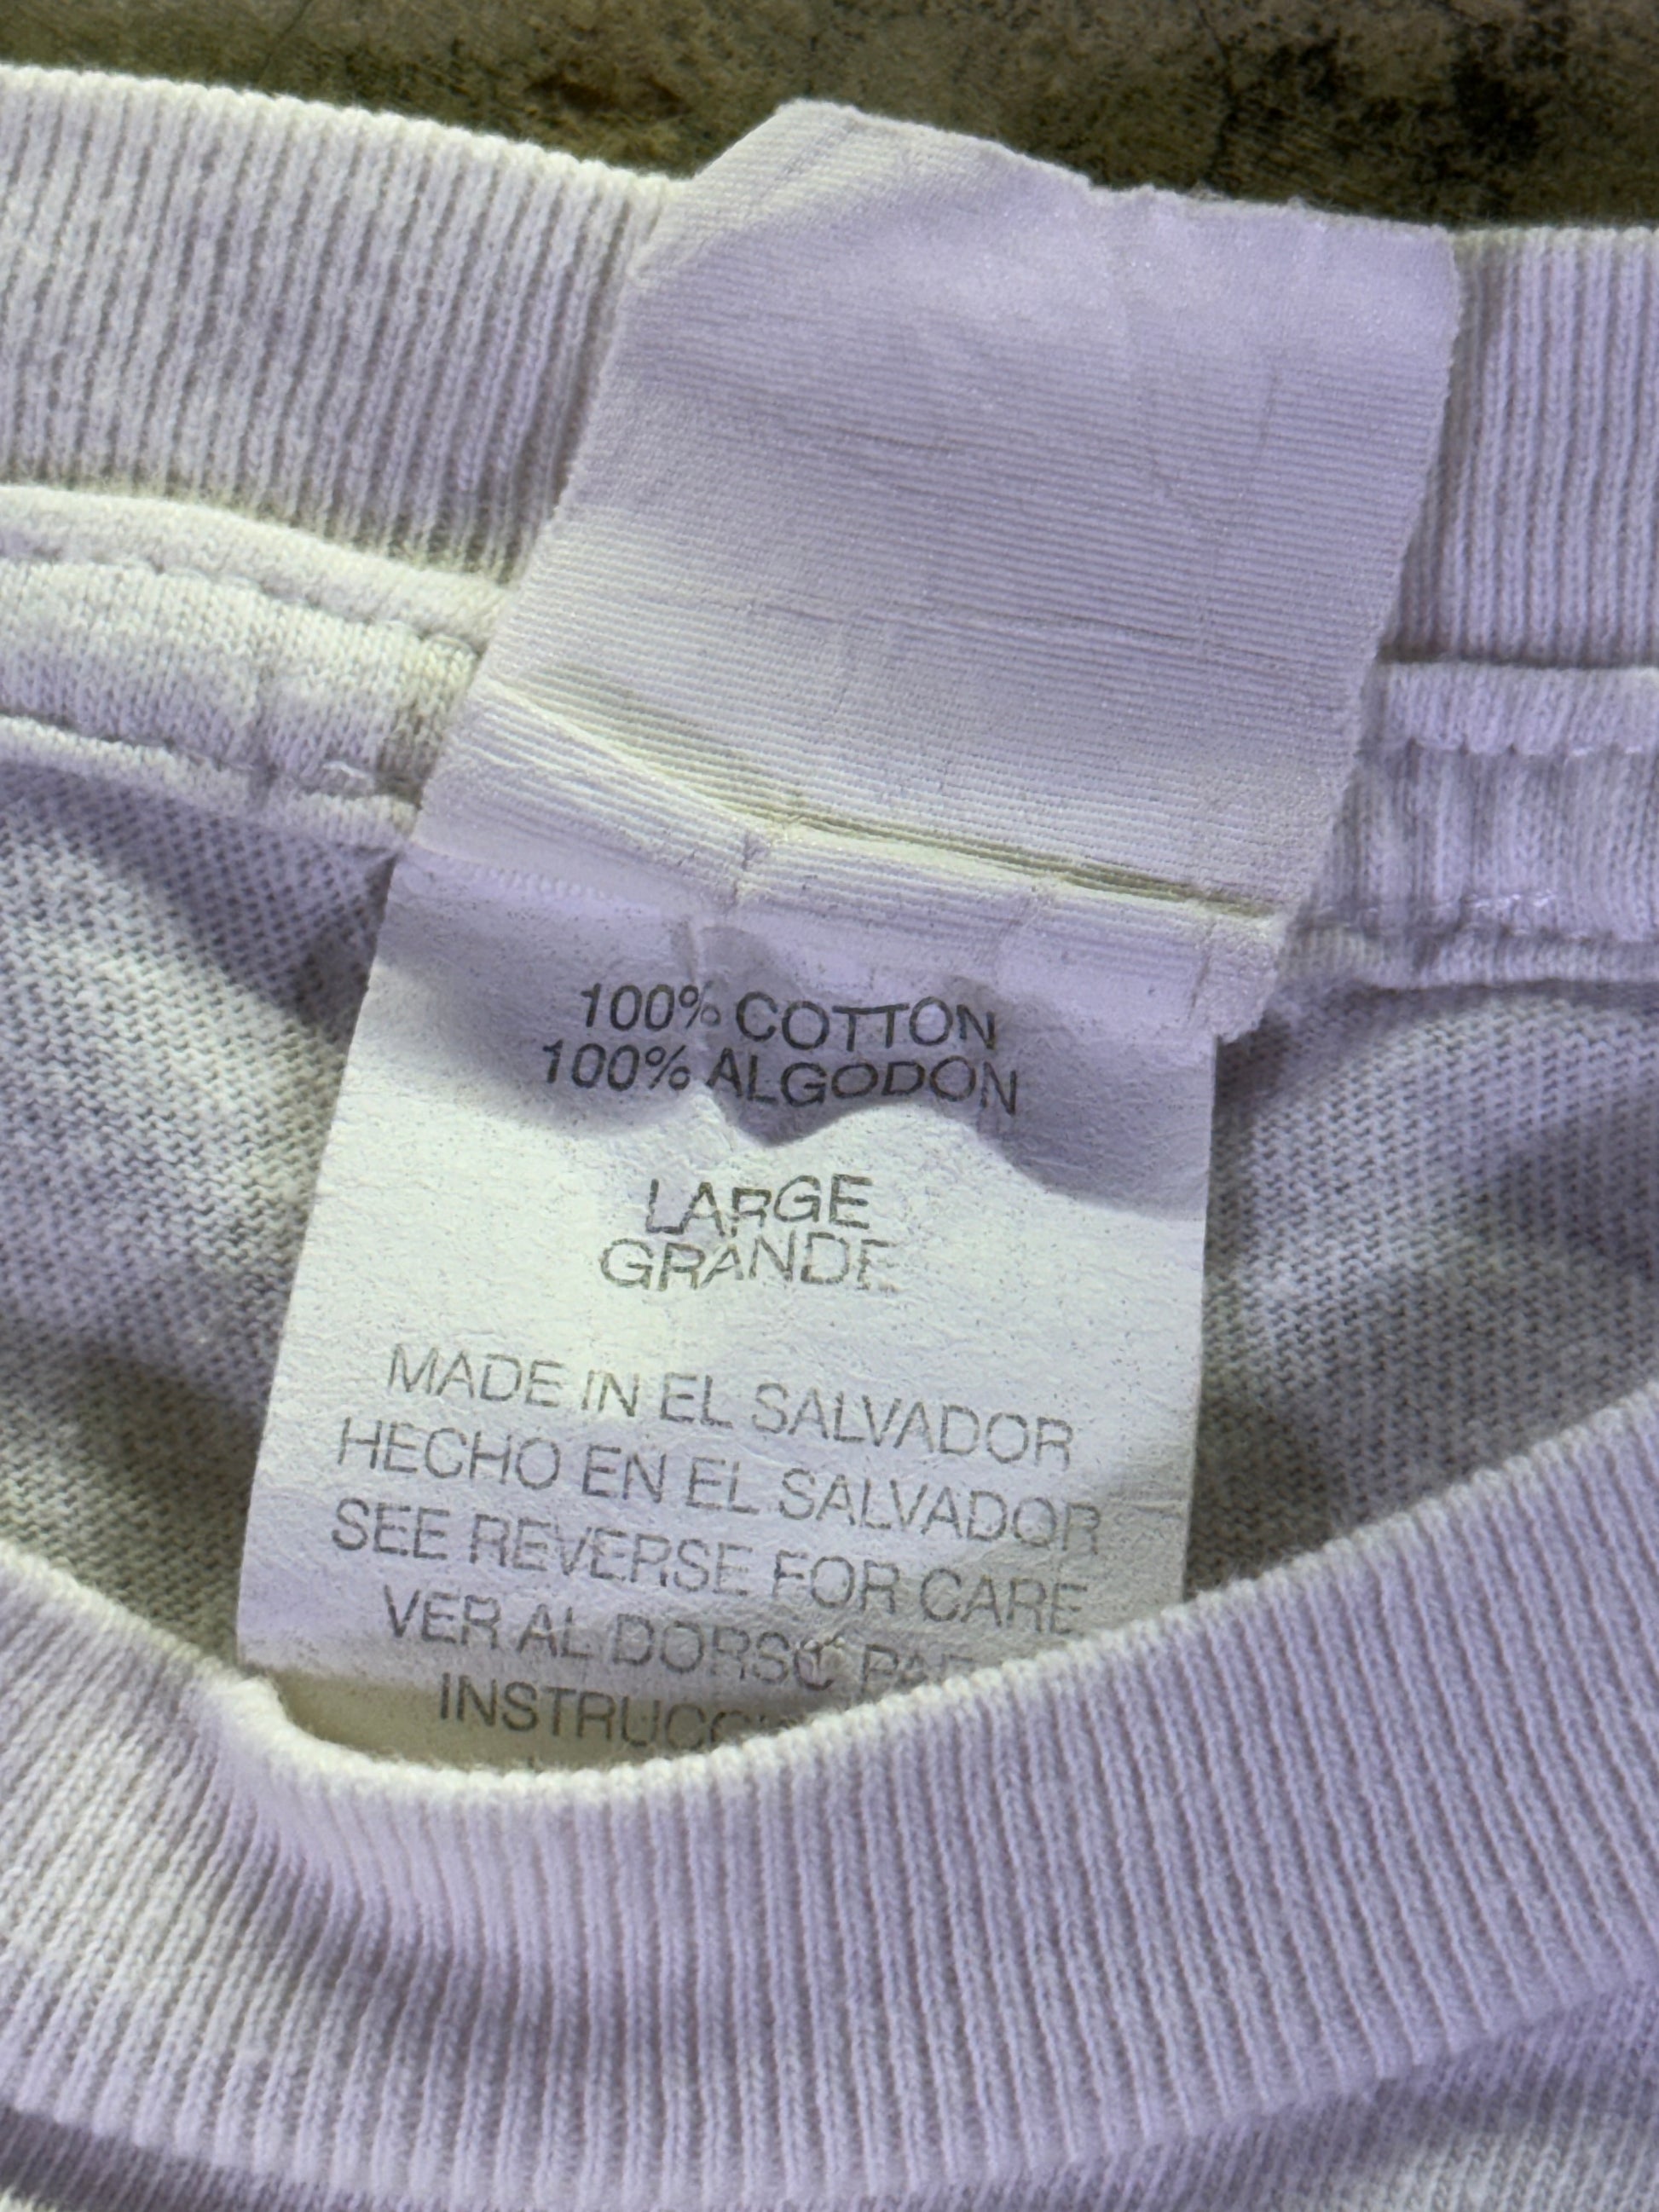 100% COTTON
100% ALGODON
LARGE
GRANDE
MADE IN EL SALVADOR
HECHO EN EL SALVADOR
SEE REVERSE FOR CARE
VER AL DORSO